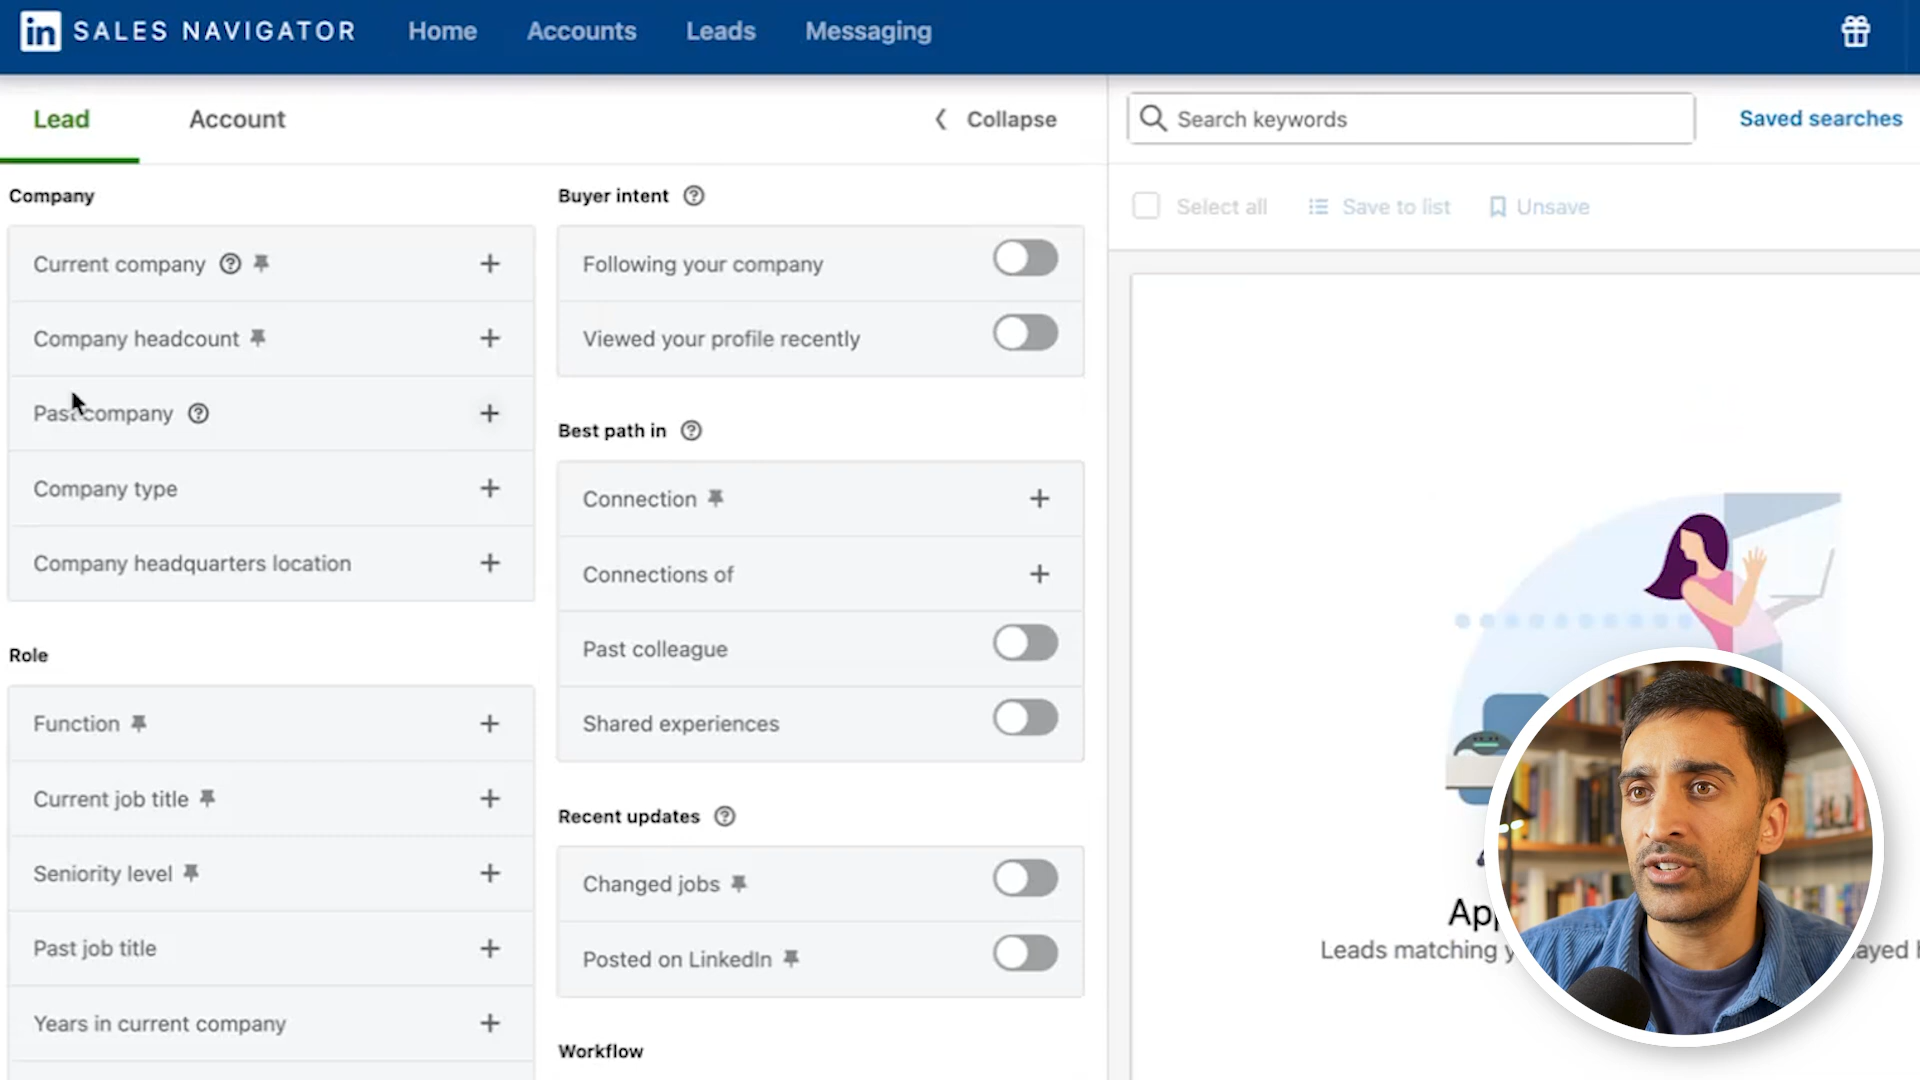 in SALES NAVIGATOR
Home
Accounts
Leads
Messaging
Lead
Account
Collapse
Search keywords
Saved searches
Select all
Save to list
Unsave
Company
Current company
Company headcount
Past company
Company type
Company headquarters location
Role
Function
Current job title
Seniority level
Past job title
Years in current company
Buyer intent
Following your company
Viewed your profile recently
Best path in
Connection
Connections of
Past colleague
Shared experiences
Recent updates
Changed jobs
Posted on LinkedIn
Workflow
App
Leads matching y